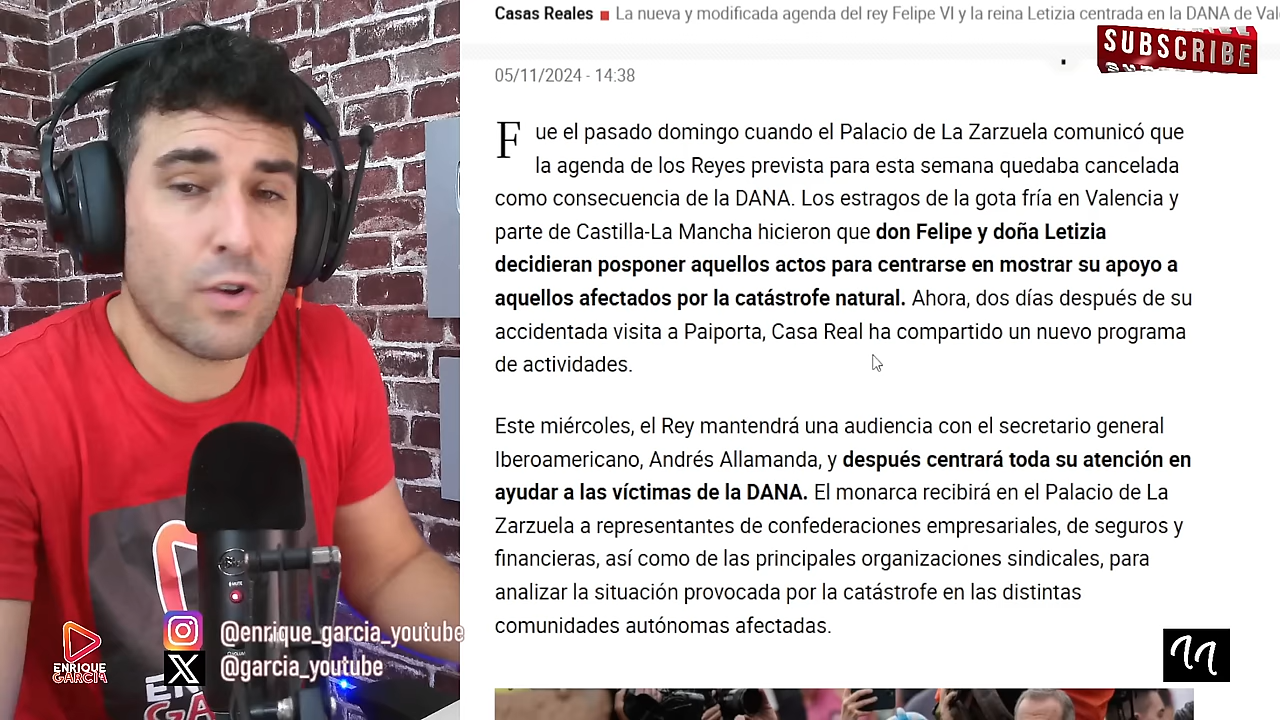 Casas Reales ■ La nueva y modificada agenda del rey Felipe VI y la reina Letizia centrada en la DANA de
SUBSCRIBE
05/11/2024 - 14:38
Fue el pasado domingo cuando el Palacio de La Zarzuela comunicó que
la agenda de los Reyes prevista para esta semana quedaba cancelada
como consecuencia de la DANA. Los estragos de la gota fría en Valencia y
parte de Castilla-La Mancha hicieron que don Felipe y doña Letizia
decidieran posponer aquellos actos para centrarse en mostrar su apoyo a
aquellos afectados por la catástrofe natural. Ahora, dos días después de su
accidentada visita a Paiporta, Casa Real ha compartido un nuevo programa
de actividades.
Este miércoles, el Rey mantendrá una audiencia con el secretario general
Iberoamericano, Andrés Allamanda, y después centrará toda su atención en
ayudar a las víctimas de la DANA. El monarca recibirá en el Palacio de La
Zarzuela a representantes de confederaciones empresariales, de seguros y
financieras, así como de las principales organizaciones sindicales, para
analizar la situación provocada por la catástrofe en las distintas
comunidades autónomas afectadas.
@enrique_garcia_youtube
@garcia_youtube
ENRIQUE
GARCIA